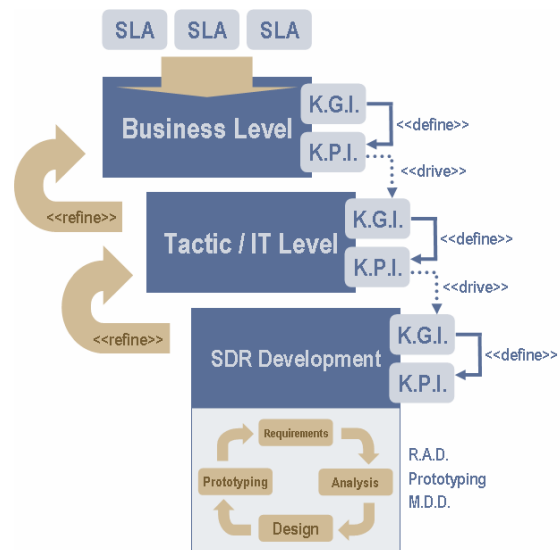 SLA SLA SLA
Business Level
K.G.I.
<<define>>
K.P.I.
<<drive>>
<<refine>>
Tactic / IT Level
K.G.I.
<<define>>
K.P.I.
<<drive>>
<<refine>>
SDR Development
K.G.I.
<<define>>
K.P.I.
Requirements
Prototyping
Analysis
Design
R.A.D.
Prototyping
M.D.D.